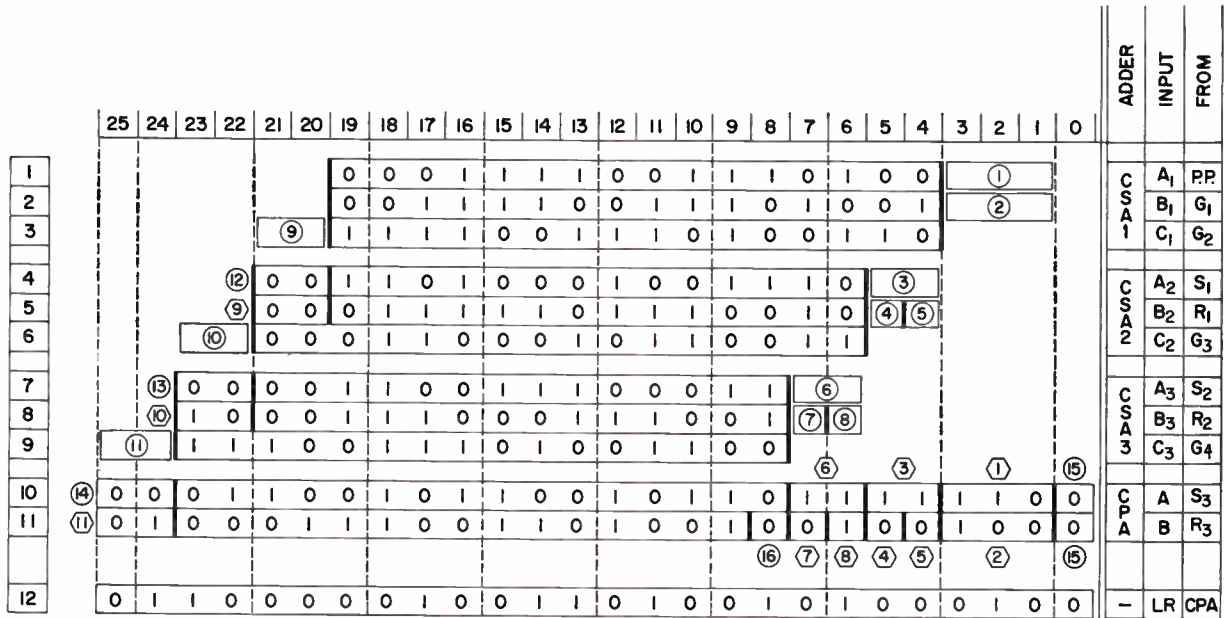 ADDER INPUT FROM
25 24 23 22 21 20 19 18 17 16 15 14 13 12 11 10 9 8 7 6 5 4 3 2 1 0
1 0 0 0 1 1 1 1 0 0 1 1 1 0 1 0 0 ① A1 P.P.
2 0 0 1 1 1 1 0 0 1 1 1 0 1 0 0 1 ② CSA1 B1 G1
3 ⑨ 1 1 1 1 0 0 1 1 1 0 1 0 0 1 1 0 C1 G2
4 ⑫ 0 0 1 1 0 1 0 0 0 1 0 0 1 1 1 0 ③ A2 S1
5 9 0 0 0 1 1 1 1 1 0 1 1 1 0 0 1 0 ④ ⑤ CSA2 B2 R1
6 ⑩ 0 0 0 1 1 0 0 0 1 0 1 1 0 0 1 1 C2 G3
7 ⑬ 0 0 0 0 1 1 0 0 1 1 1 0 0 0 1 1 ⑥ A3 S2
8 10 1 0 0 0 1 1 1 0 0 0 1 1 1 0 0 1 ⑦ ⑧ CSA3 B3 R2
9 ⑪ 1 1 1 0 0 1 1 1 0 1 0 0 1 1 0 0 C3 G4
6 3 1 ⑮
10 ⑭ 0 0 0 1 1 0 0 1 0 1 1 0 0 1 0 1 1 0 1 1 1 1 1 1 0 0 CPA A S3
11 11 0 1 0 0 0 1 1 1 0 0 1 1 0 1 0 0 1 0 0 1 0 0 1 0 0 0 B R3
⑯ 7 8 4 5 2 ⑮
12 0 1 1 0 0 0 0 0 1 0 0 1 1 0 1 0 0 1 0 1 0 0 0 1 0 0 – LR CPA